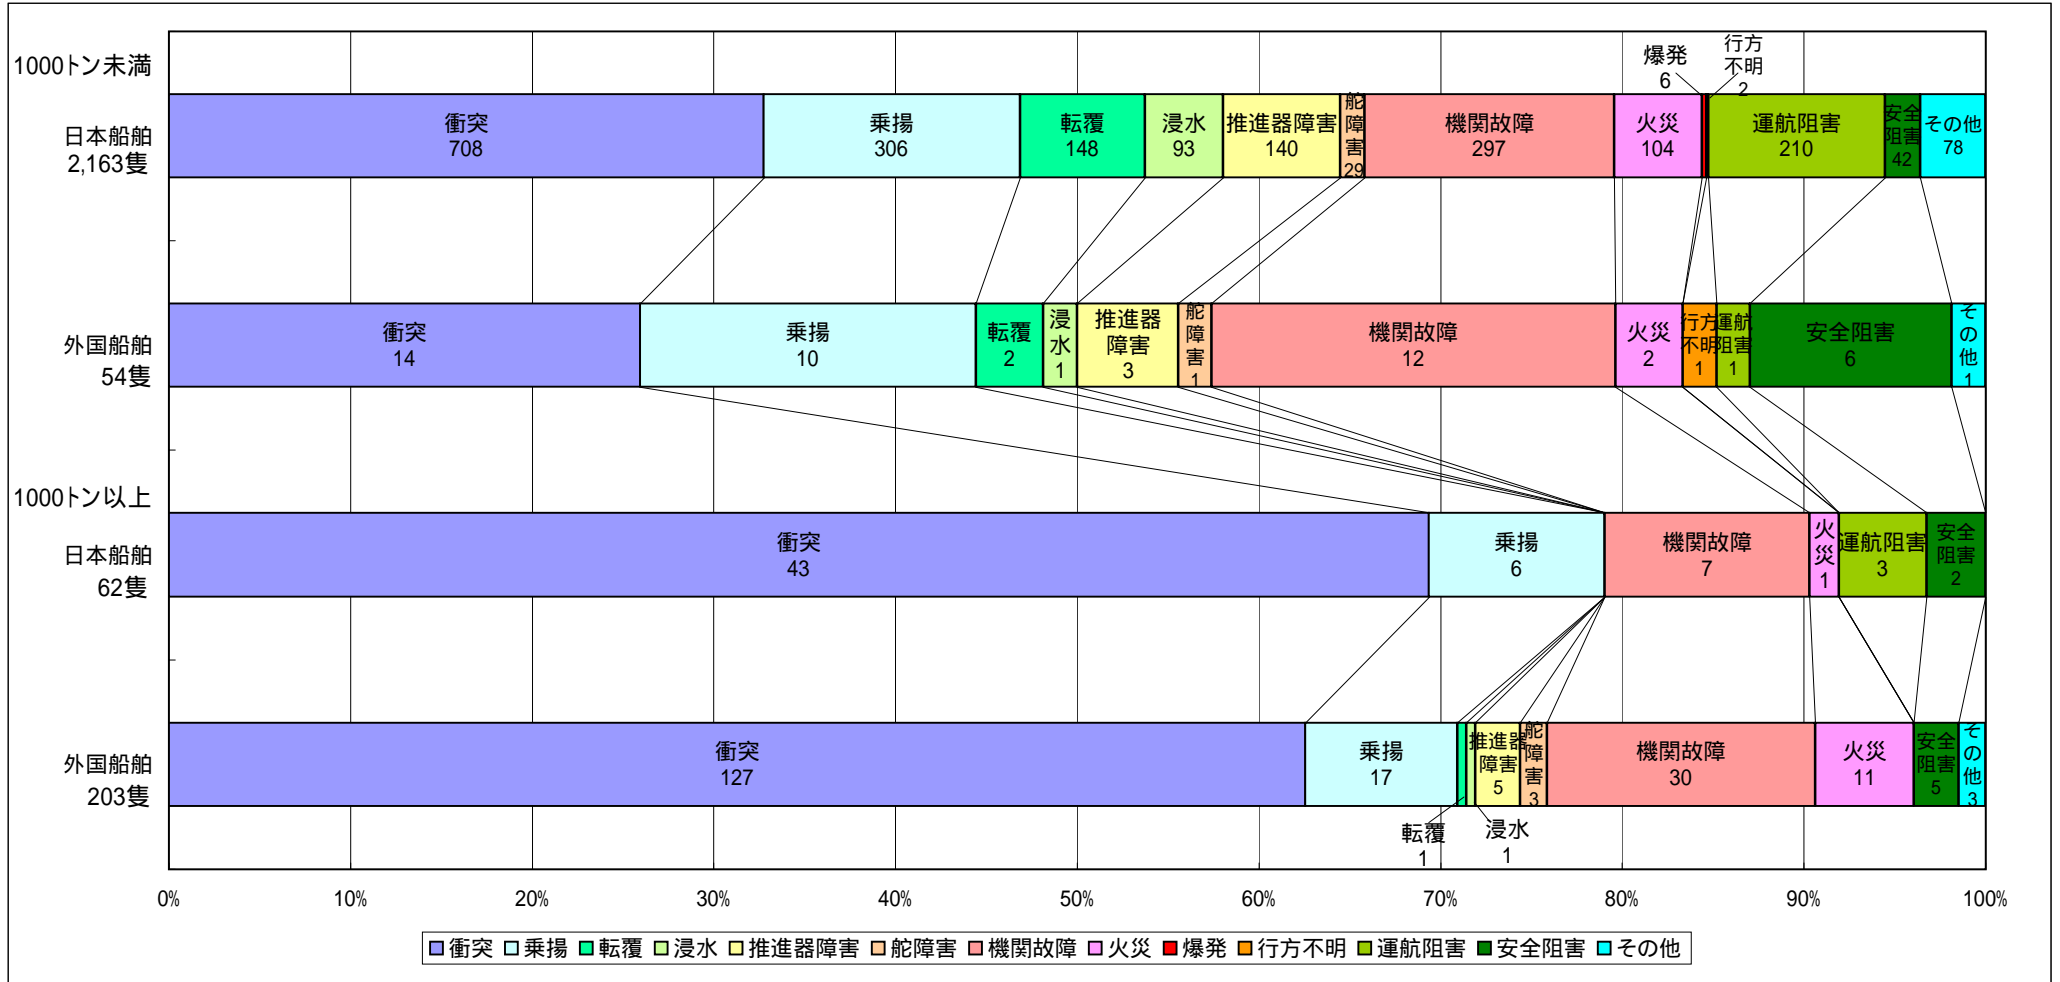 1000トン未満
爆発
6
行方
不明
2
日本船舶
2,163隻
衝突
708
乗揚
306
転覆
148
浸水
93
推進器障害
140
舵
障
害
29
機関故障
297
火災
104
運航阻害
210
安全
阻害
42
その他
78
外国船舶
54隻
衝突
14
乗揚
10
転覆
2
浸
水
1
推進器
障害
3
舵
障
害
1
機関故障
12
火災
2
行方
不明
1
運航
阻害
1
安全阻害
6
そ
の
他
1
1000トン以上
日本船舶
62隻
衝突
43
乗揚
6
機関故障
7
火
災
1
運航阻害
3
安全
阻害
2
外国船舶
203隻
衝突
127
乗揚
17
転覆
1
浸水
1
推進器
障害
5
舵
障
害
3
機関故障
30
火災
11
安全
阻害
5
そ
の
他
3
0% 10% 20% 30% 40% 50% 60% 70% 80% 90% 100%
衝突 乗揚 転覆 浸水 推進器障害 舵障害 機関故障 火災 爆発 行方不明 運航阻害 安全阻害 その他